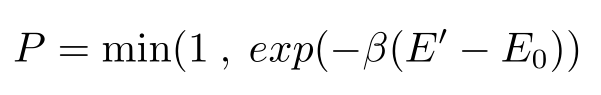 P = min(1 , exp(−β(E′ − E₀))